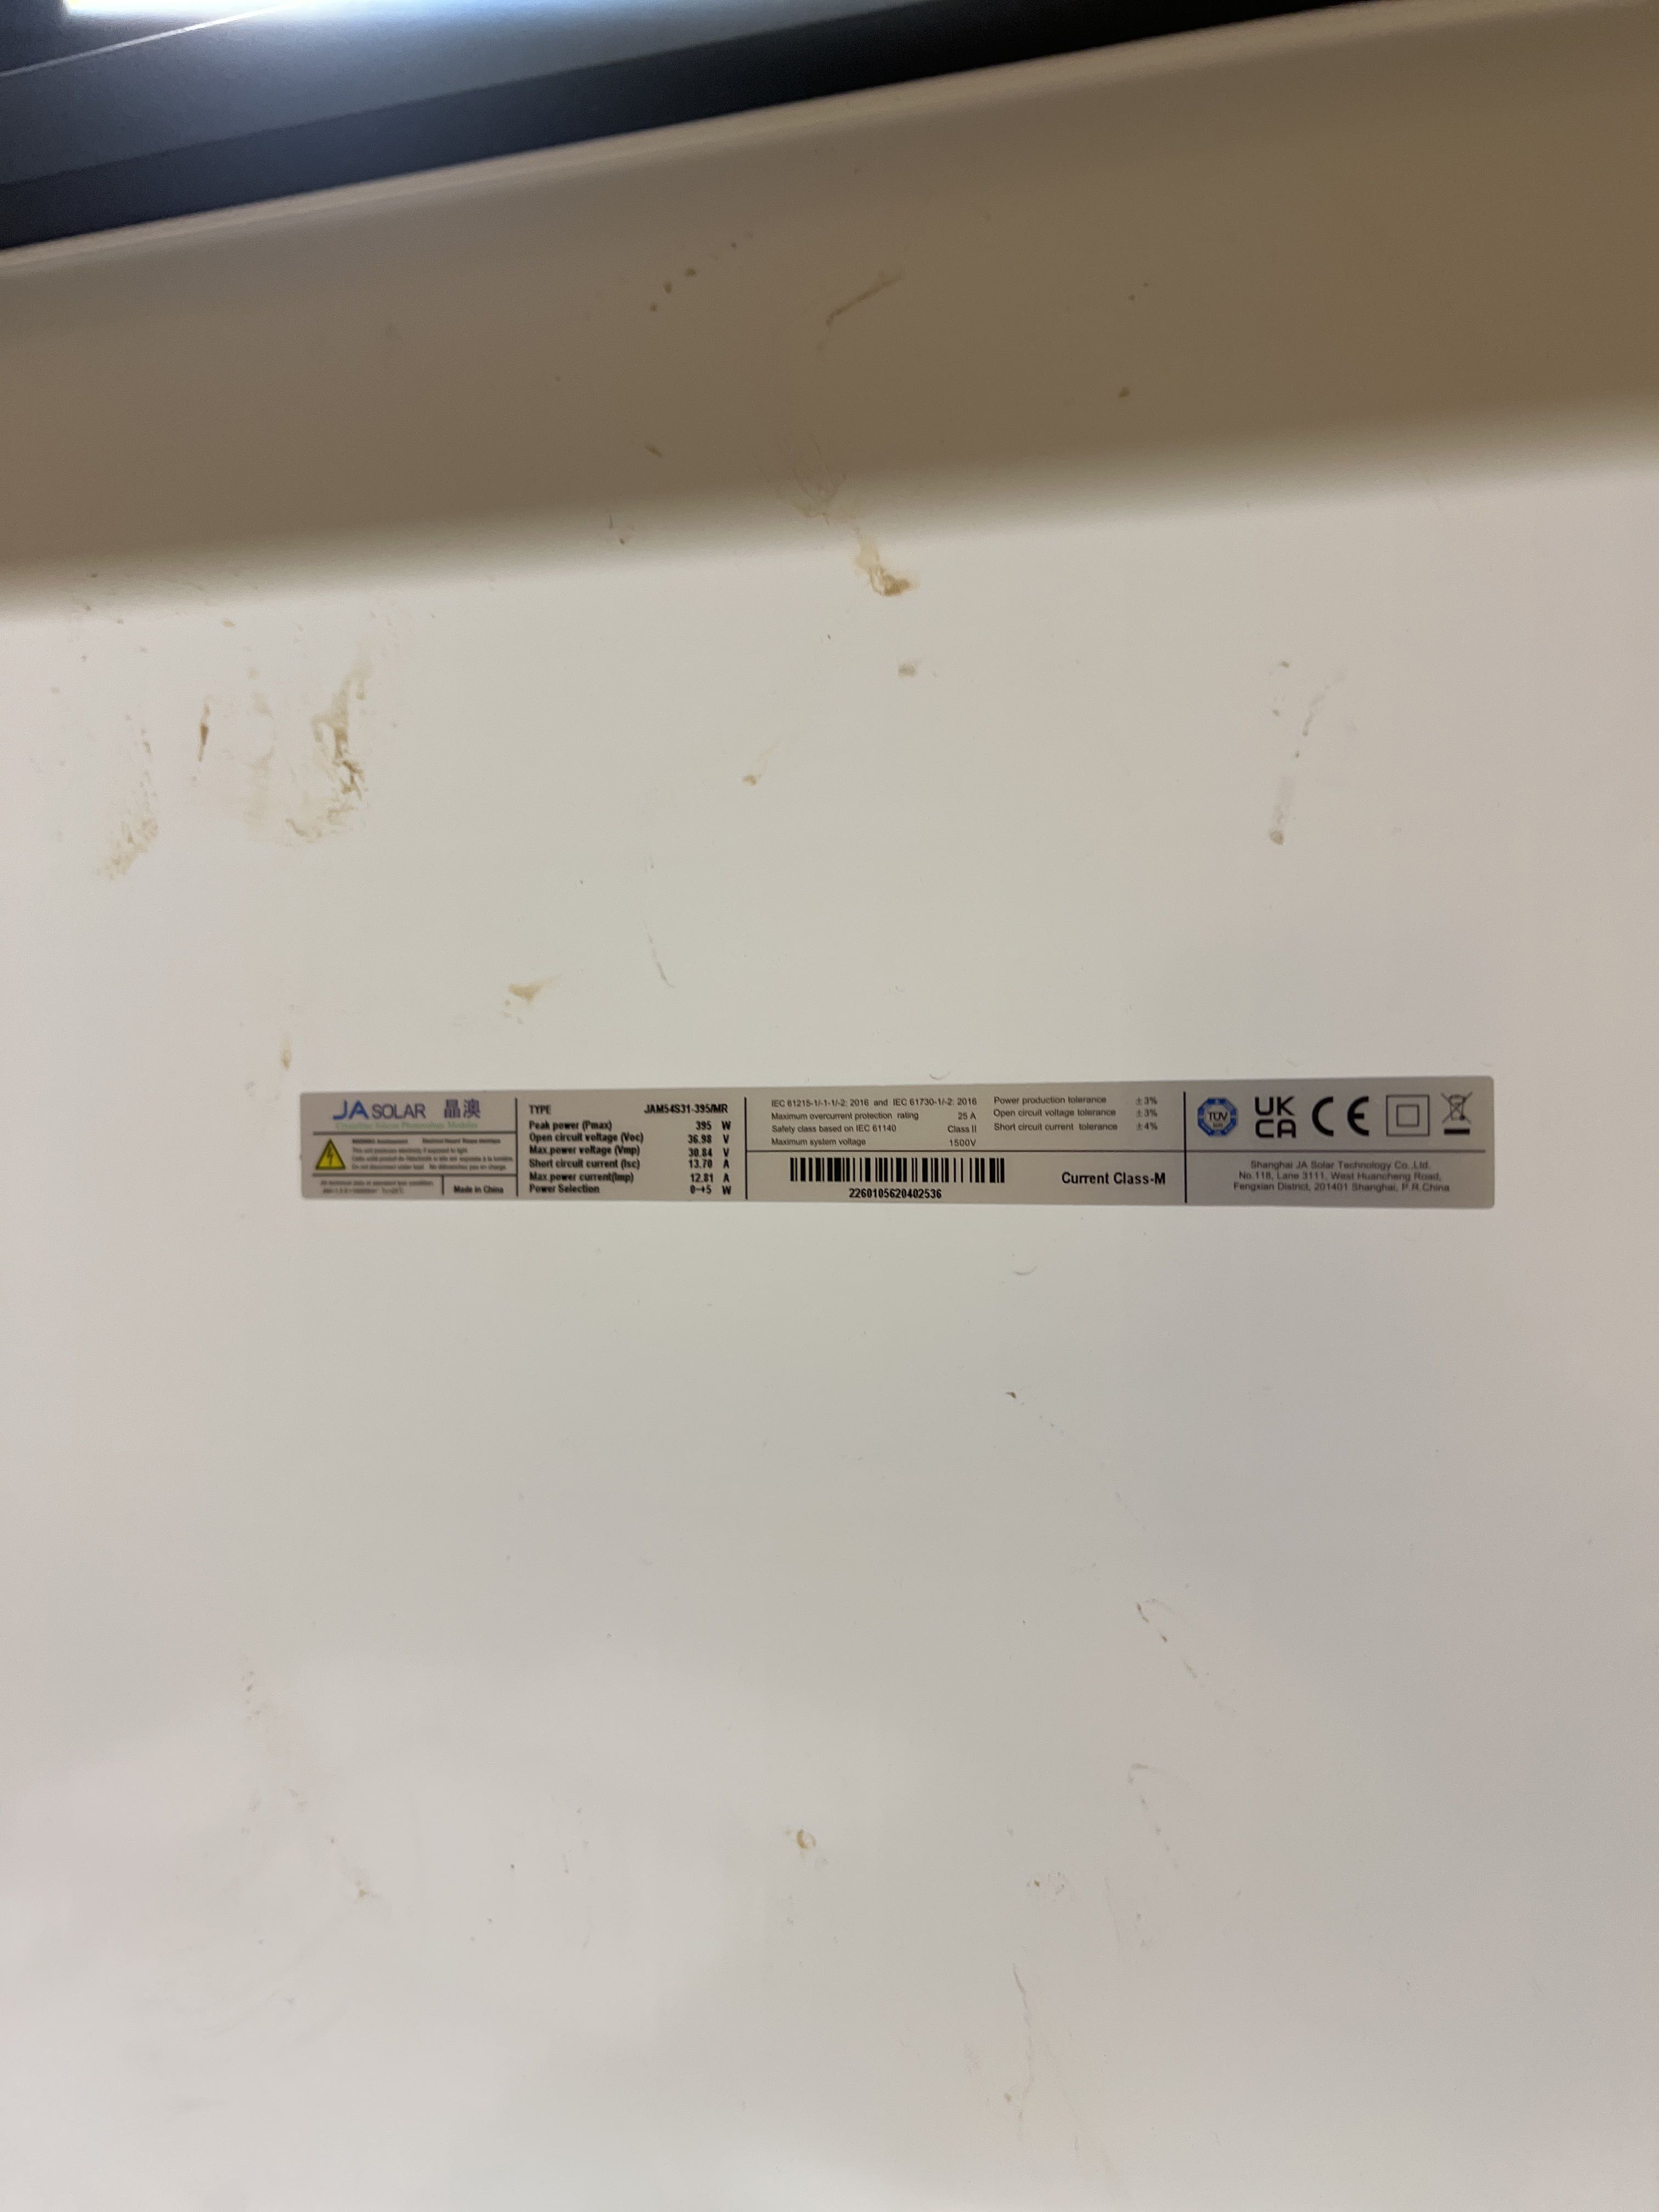 JA SOLAR 晶澳
Made in China
TYPE JAM54S31-395/MR
Peak power (Pmax) 395 W
Open circuit voltage (Voc) 36.98 V
Max.power voltage (Vmp) 30.84 V
Short circuit current (Isc) 13.70 A
Max.power current(Imp) 12.81 A
Power Selection 0~+5 W
IEC 61215-1/-1-1/-2: 2016 and IEC 61730-1/-2: 2016
Maximum overcurrent protection rating 25 A
Safety class based on IEC 61140 Class II
Maximum system voltage 1500V
Power production tolerance ±3%
Open circuit voltage tolerance ±3%
Short circuit current tolerance ±4%
2260105620402536
Current Class-M
TÜV
UK
CA
CE
Shanghai JA Solar Technology Co.,Ltd.
No.118, Lane 3111, West Huancheng Road,
Fengxian District, 201401 Shanghai, P.R.China